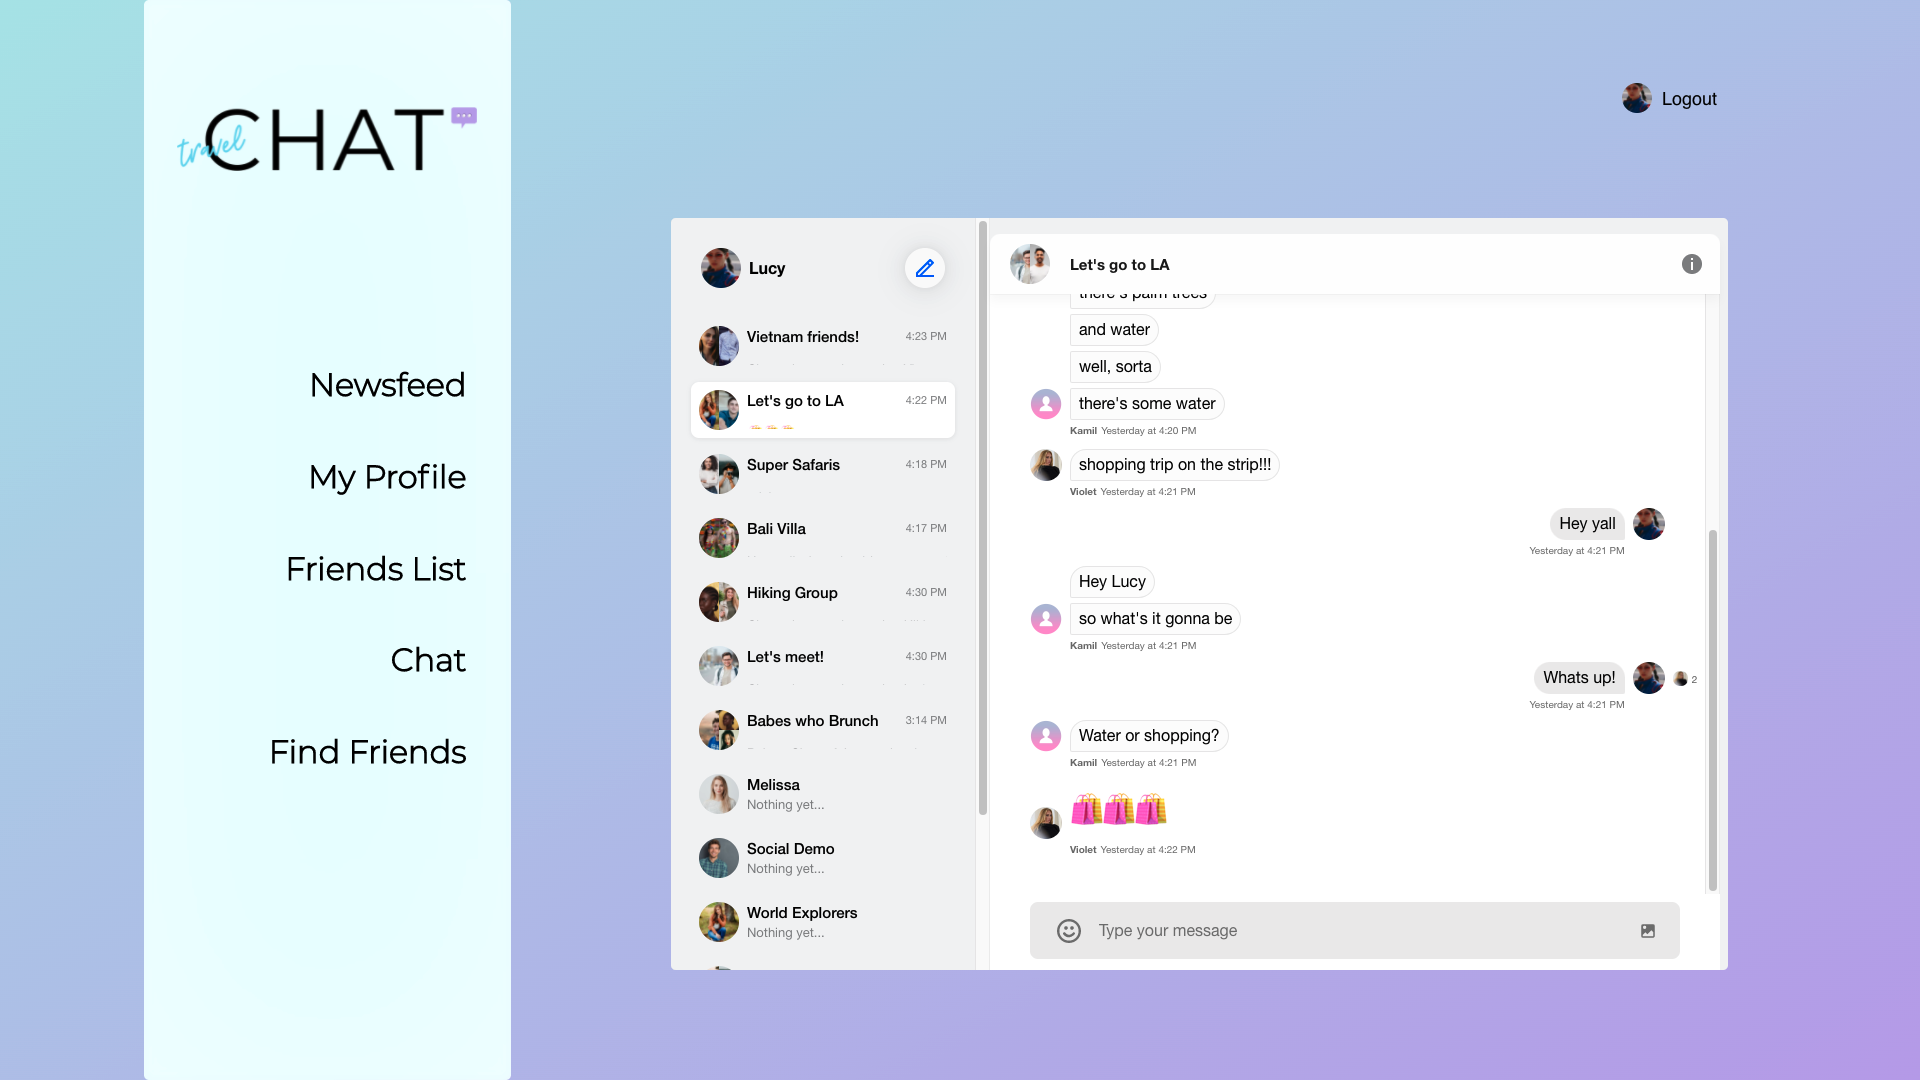 travel CHAT
Logout
Newsfeed
My Profile
Friends List
Chat
Find Friends
Lucy
Vietnam friends!
4:23 PM
Let's go to LA
4:22 PM
Super Safaris
4:18 PM
Bali Villa
4:17 PM
Hiking Group
4:30 PM
Let's meet!
4:30 PM
Babes who Brunch
3:14 PM
Melissa
Nothing yet...
Social Demo
Nothing yet...
World Explorers
Nothing yet...
Let's go to LA
there's palm trees
and water
well, sorta
there's some water
Kamil Yesterday at 4:20 PM
shopping trip on the strip!!!
Violet Yesterday at 4:21 PM
Hey yall
Yesterday at 4:21 PM
Hey Lucy
so what's it gonna be
Kamil Yesterday at 4:21 PM
Whats up!
2
Yesterday at 4:21 PM
Water or shopping?
Kamil Yesterday at 4:21 PM
🛍️🛍️🛍️
Violet Yesterday at 4:22 PM
Type your message